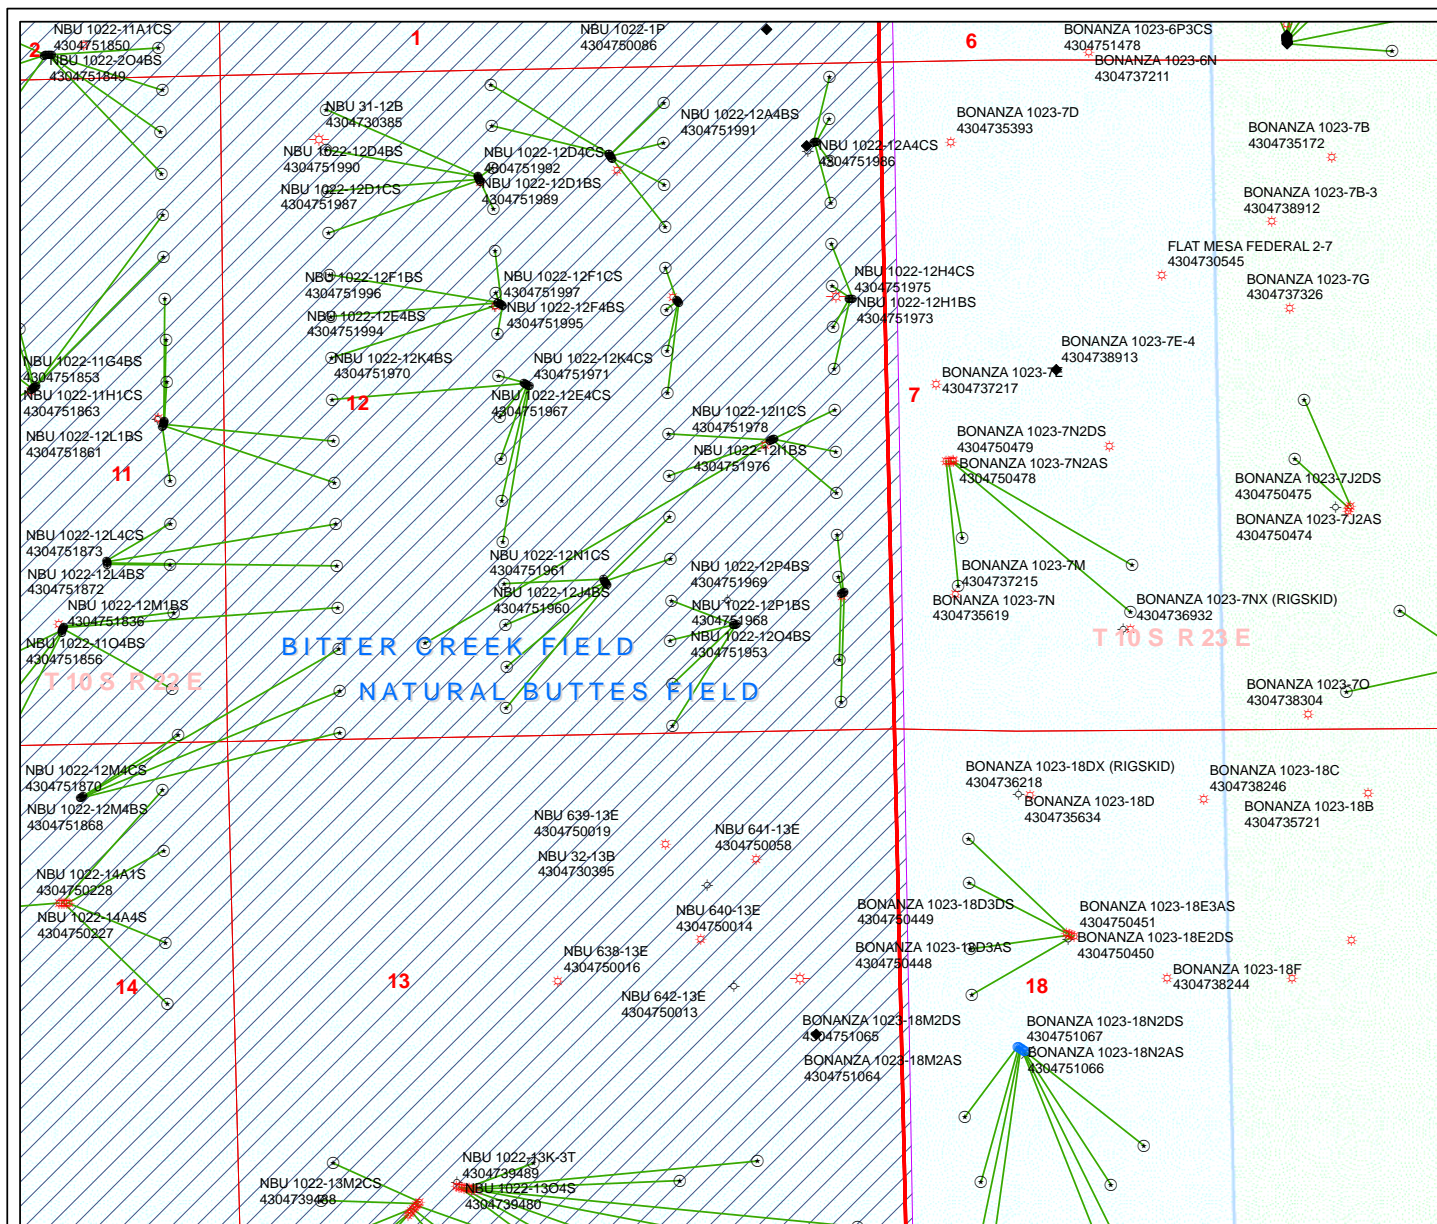 NBU 1022-11A1CS
4304751850
2
NBU 1022-2O4BS
4304751849
1
NBU 1022-1P
4304750086
6
BONANZA 1023-6P3CS
4304751478
BONANZA 1023-6N
4304737211
NBU 31-12B
4304730385
NBU 1022-12A4BS
4304751991
BONANZA 1023-7D
4304735393
BONANZA 1023-7B
4304735172
NBU 1022-12D4BS
4304751990
NBU 1022-12D4CS
4304751992
NBU 1022-12A4CS
4304751986
NBU 1022-12D1CS
4304751987
NBU 1022-12D1BS
4304751989
BONANZA 1023-7B-3
4304738912
FLAT MESA FEDERAL 2-7
4304730545
NBU 1022-12F1BS
4304751996
NBU 1022-12F1CS
4304751997
NBU 1022-12H4CS
4304751975
BONANZA 1023-7G
4304737326
NBU 1022-12E4BS
4304751994
NBU 1022-12F4BS
4304751995
NBU 1022-12H1BS
4304751973
NBU 1022-11G4BS
4304751853
NBU 1022-12K4BS
4304751970
NBU 1022-12K4CS
4304751971
BONANZA 1023-7E-4
4304738913
BONANZA 1023-7E
4304737217
NBU 1022-11H1CS
4304751863
12
NBU 1022-12E4CS
4304751967
7
NBU 1022-12I1CS
4304751978
NBU 1022-12L1BS
4304751861
NBU 1022-12I1BS
4304751976
BONANZA 1023-7N2DS
4304750479
BONANZA 1023-7N2AS
4304750478
11
BONANZA 1023-7J2DS
4304750475
BONANZA 1023-7J2AS
4304750474
NBU 1022-12L4CS
4304751873
NBU 1022-12N1CS
4304751961
NBU 1022-12P4BS
4304751969
BONANZA 1023-7M
4304737215
NBU 1022-12L4BS
4304751872
NBU 1022-12J4BS
4304751960
NBU 1022-12P1BS
4304751968
BONANZA 1023-7N
4304735619
BONANZA 1023-7NX (RIGSKID)
4304736932
NBU 1022-12M1BS
4304751836
NBU 1022-11O4BS
4304751856
NBU 1022-12O4BS
4304751953
BITTER CREEK FIELD
T 10 S R 23 E
T 10 S R 22 E
NATURAL BUTTES FIELD
BONANZA 1023-7O
4304738304
NBU 1022-12M4CS
4304751870
BONANZA 1023-18DX (RIGSKID)
4304736218
BONANZA 1023-18C
4304738246
NBU 1022-12M4BS
4304751868
BONANZA 1023-18D
4304735634
BONANZA 1023-18B
4304735721
NBU 639-13E
4304750019
NBU 641-13E
4304750058
NBU 32-13B
4304730395
NBU 1022-14A1S
4304750228
NBU 1022-14A4S
4304750227
NBU 640-13E
4304750014
BONANZA 1023-18D3DS
4304750449
BONANZA 1023-18E3AS
4304750451
BONANZA 1023-18E2DS
4304750450
BONANZA 1023-18D3AS
4304750448
NBU 638-13E
4304750016
14
13
NBU 642-13E
4304750013
18
BONANZA 1023-18F
4304738244
BONANZA 1023-18M2DS
4304751065
BONANZA 1023-18N2DS
4304751067
BONANZA 1023-18M2AS
4304751064
BONANZA 1023-18N2AS
4304751066
NBU 1022-13K-3T
4304739489
NBU 1022-13M2CS
4304739488
NBU 1022-13O4S
4304739480